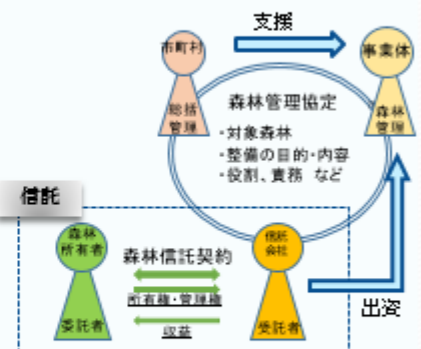 支援
市町村
事業体
総括
管理
森林管理協定
・対象森林
・整備の目的・内容
・役割、責務 など
森林
管理
信託
森林
所有者
森林信託契約
信託
会社
所有権・管理権
収益
委託者
受託者
出資